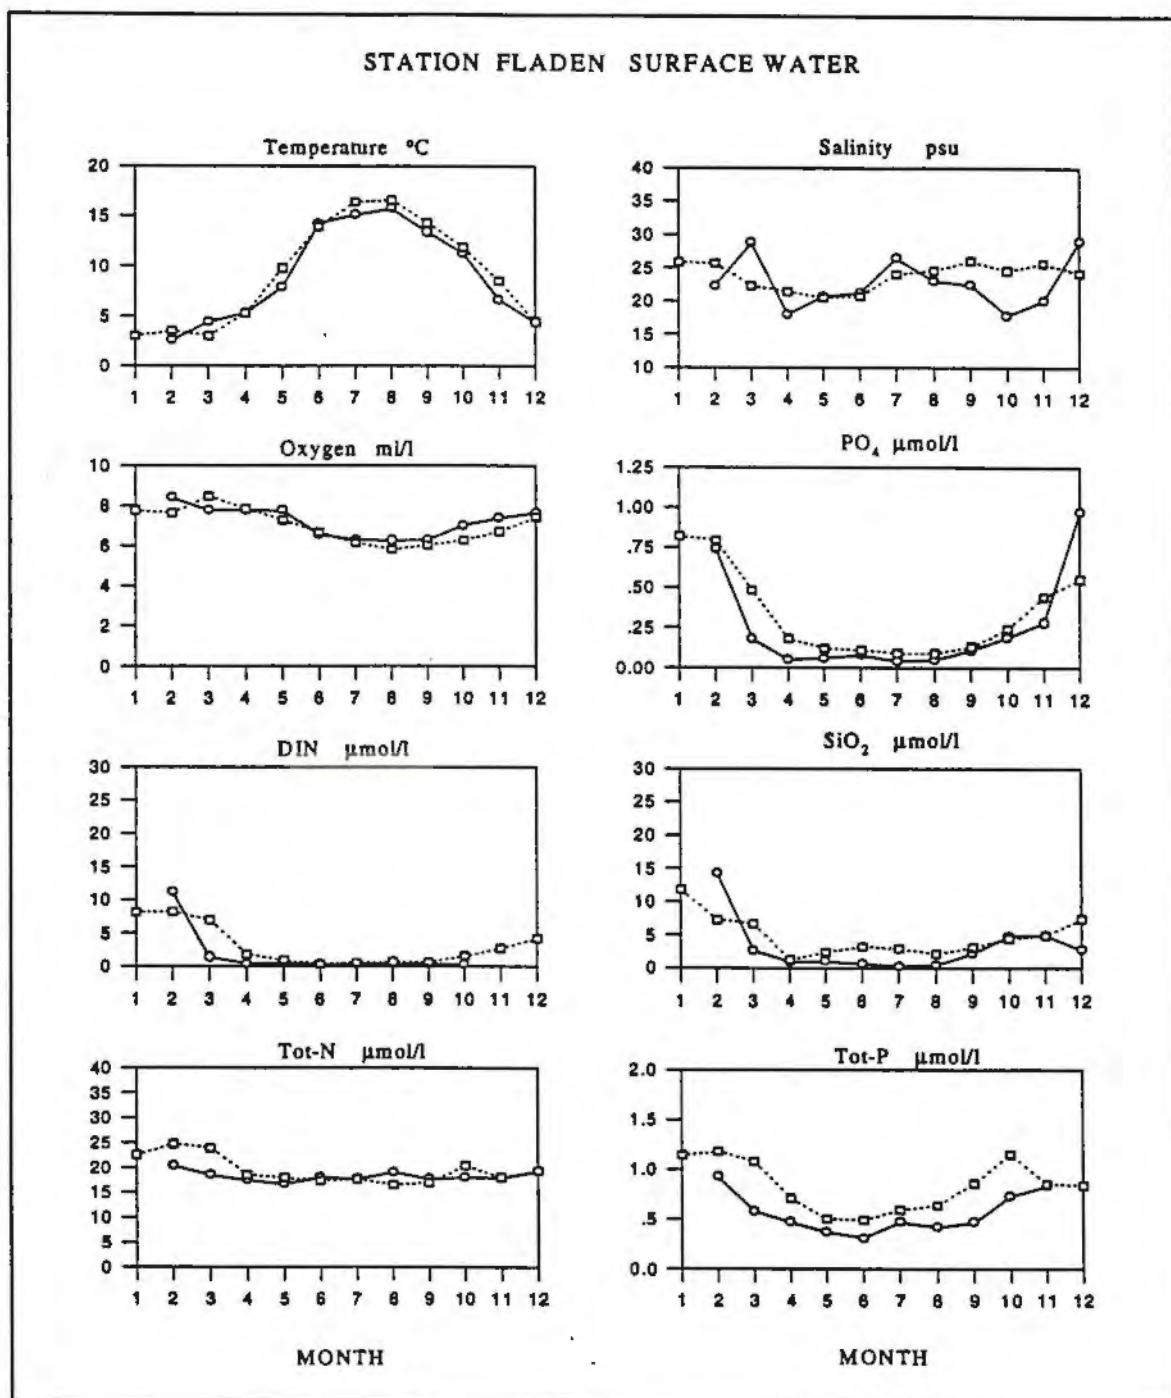 STATION FLADEN SURFACE WATER
Temperature °C
20
15
10
5
0
1 2 3 4 5 6 7 8 9 10 11 12
Salinity psu
40
35
30
25
20
15
10
1 2 3 4 5 6 7 8 9 10 11 12
Oxygen ml/l
10
8
6
4
2
0
1 2 3 4 5 6 7 8 9 10 11 12
PO₄ µmol/l
1.25
1.00
.75
.50
.25
0.00
1 2 3 4 5 6 7 8 9 10 11 12
DIN µmol/l
30
25
20
15
10
5
0
1 2 3 4 5 6 7 8 9 10 11 12
SiO₂ µmol/l
30
25
20
15
10
5
0
1 2 3 4 5 6 7 8 9 10 11 12
Tot-N µmol/l
40
35
30
25
20
15
10
5
0
1 2 3 4 5 6 7 8 9 10 11 12
MONTH
Tot-P µmol/l
2.0
1.5
1.0
.5
0.0
1 2 3 4 5 6 7 8 9 10 11 12
MONTH